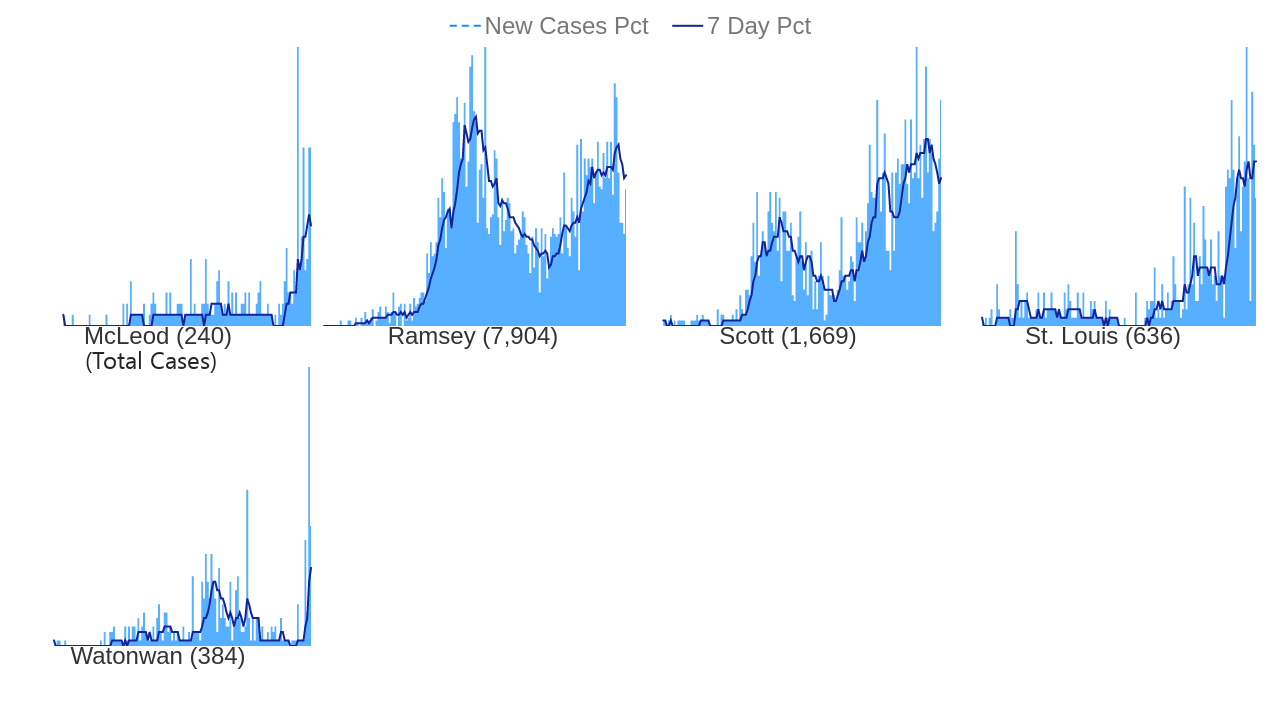 New Cases Pct 7 Day Pct
McLeod (240)
(Total Cases)
Ramsey (7,904)
Scott (1,669)
St. Louis (636)
Watonwan (384)